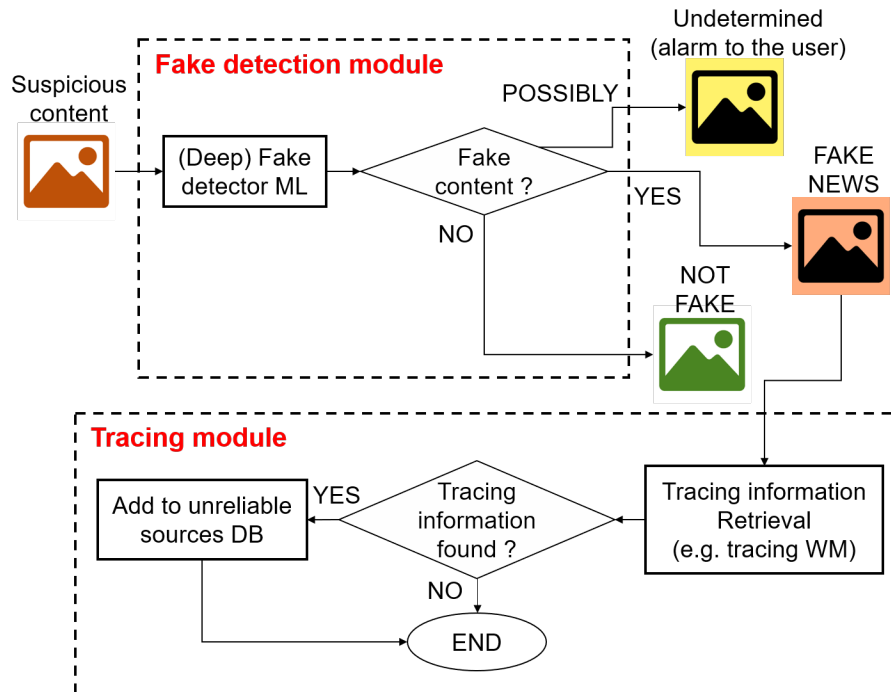 Undetermined
(alarm to the user)
Fake detection module
Suspicious
content
POSSIBLY
(Deep) Fake
detector ML
Fake
content ?
FAKE
NEWS
YES
NO
NOT
FAKE
Tracing module
Add to unreliable
sources DB
YES
Tracing
information
found ?
Tracing information
Retrieval
(e.g. tracing WM)
NO
END